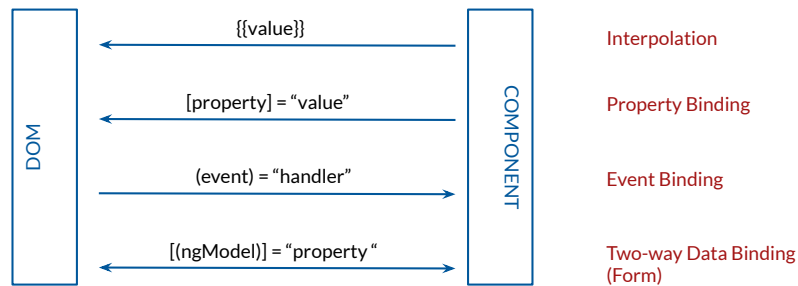 {{value}}
Interpolation
[property] = “value”
Property Binding
DOM
COMPONENT
(event) = “handler”
Event Binding
[(ngModel)] = “property “
Two-way Data Binding
(Form)